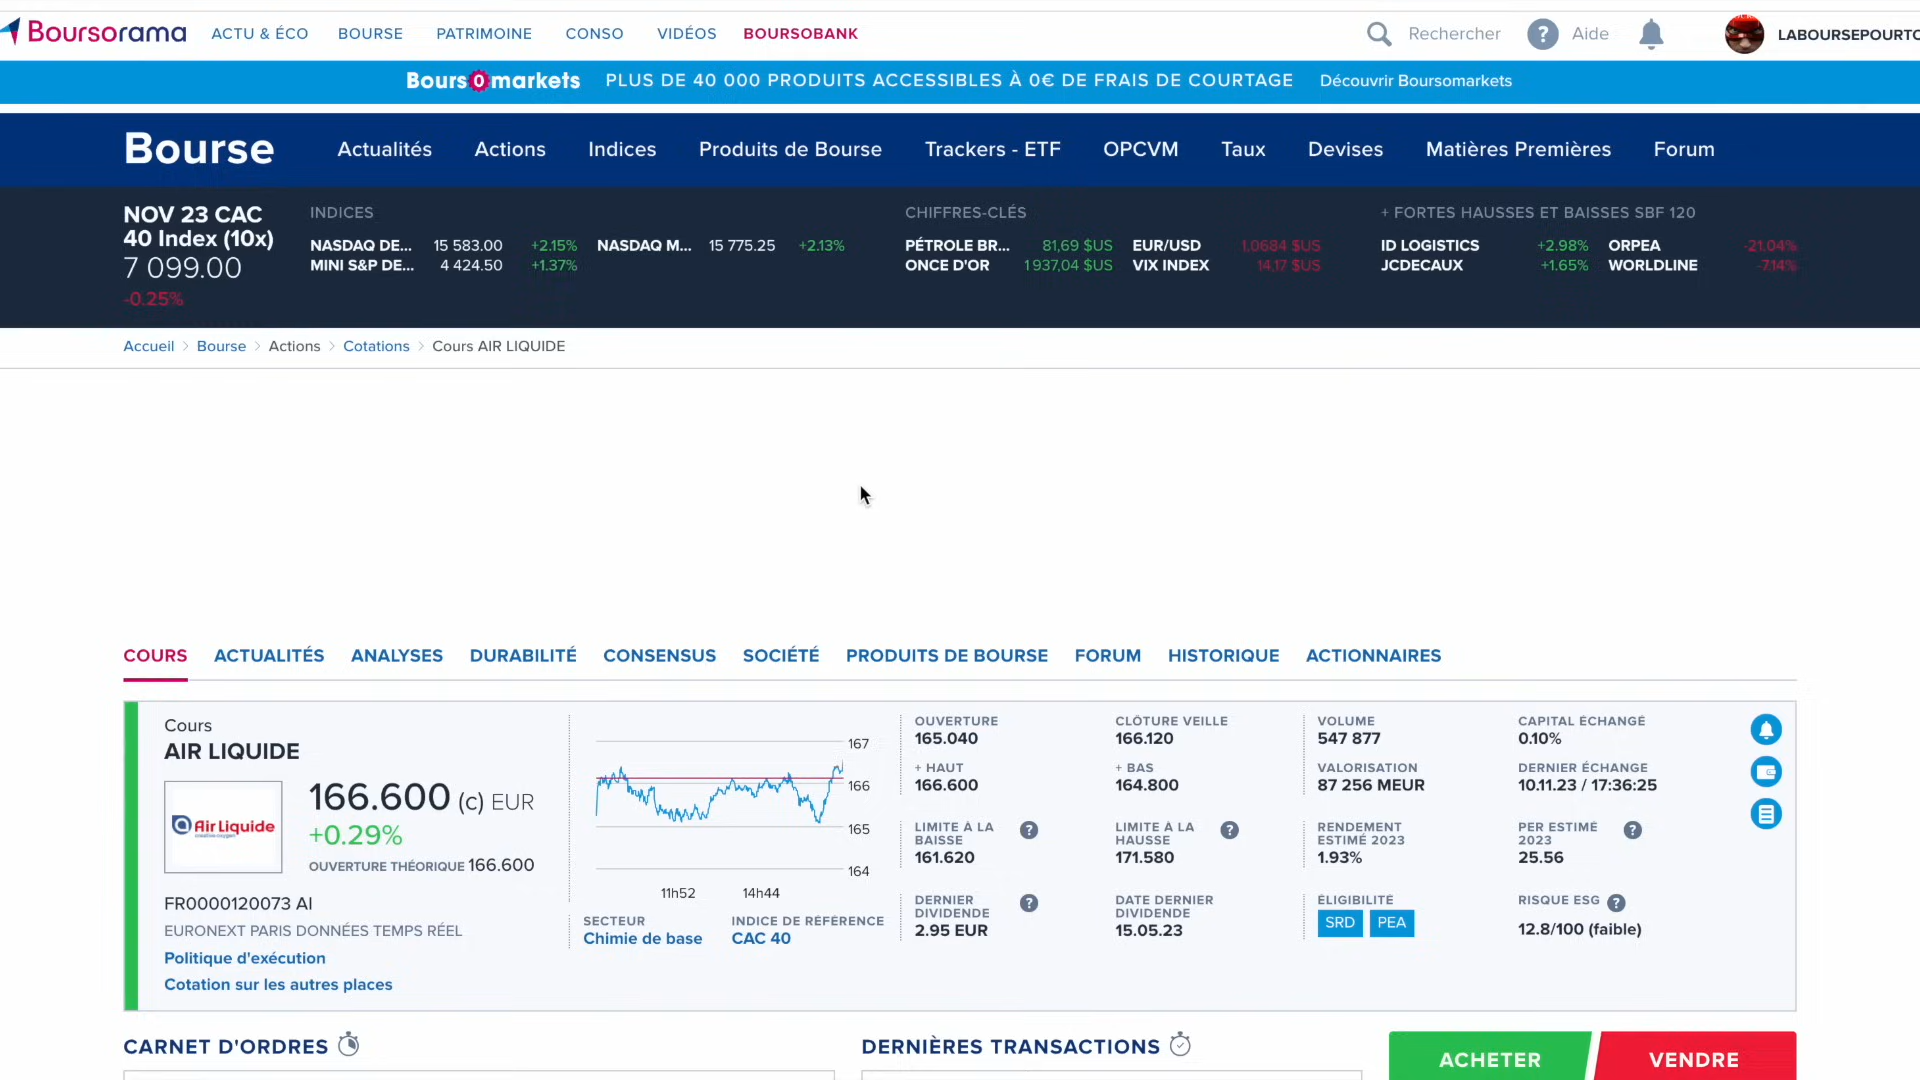 Boursorama ACTU & ÉCO BOURSE PATRIMOINE CONSO VIDÉOS BOURSOBANK Rechercher ? Aide LABOURSEPOURTO
BoursOmarkets PLUS DE 40 000 PRODUITS ACCESSIBLES À 0€ DE FRAIS DE COURTAGE Découvrir Boursomarkets
Bourse Actualités Actions Indices Produits de Bourse Trackers - ETF OPCVM Taux Devises Matières Premières Forum
NOV 23 CAC
40 Index (10x)
7 099.00
-0.25%
INDICES
NASDAQ DE... 15 583.00 +2.15% NASDAQ M... 15 775.25 +2.13%
MINI S&P DE... 4 424.50 +1.37%
CHIFFRES-CLÉS
PÉTROLE BR... 81,69 $US EUR/USD 1.0684 $US
ONCE D'OR 1 937,04 $US VIX INDEX 14,17 $US
+ FORTES HAUSSES ET BAISSES SBF 120
ID LOGISTICS +2.98% ORPEA -21.04%
JCDECAUX +1.65% WORLDLINE -7.14%
Accueil > Bourse > Actions > Cotations > Cours AIR LIQUIDE
COURS ACTUALITÉS ANALYSES DURABILITÉ CONSENSUS SOCIÉTÉ PRODUITS DE BOURSE FORUM HISTORIQUE ACTIONNAIRES
Cours
AIR LIQUIDE
Air Liquide
creative oxygen
166.600 (c) EUR
+0.29%
OUVERTURE THÉORIQUE 166.600
FR0000120073 AI
EURONEXT PARIS DONNÉES TEMPS RÉEL
Politique d'exécution
Cotation sur les autres places
167
166
165
164
11h52 14h44
SECTEUR
Chimie de base
INDICE DE RÉFÉRENCE
CAC 40
OUVERTURE
165.040
CLÔTURE VEILLE
166.120
+ HAUT
166.600
+ BAS
164.800
LIMITE À LA
BAISSE ?
161.620
LIMITE À LA
HAUSSE ?
171.580
DERNIER
DIVIDENDE ?
2.95 EUR
DATE DERNIER
DIVIDENDE
15.05.23
VOLUME
547 877
CAPITAL ÉCHANGÉ
0.10%
VALORISATION
87 256 MEUR
DERNIER ÉCHANGE
10.11.23 / 17:36:25
RENDEMENT
ESTIMÉ 2023
1.93%
PER ESTIMÉ
2023 ?
25.56
ÉLIGIBILITÉ
SRD PEA
RISQUE ESG ?
12.8/100 (faible)
CARNET D'ORDRES DERNIÈRES TRANSACTIONS ACHETER VENDRE